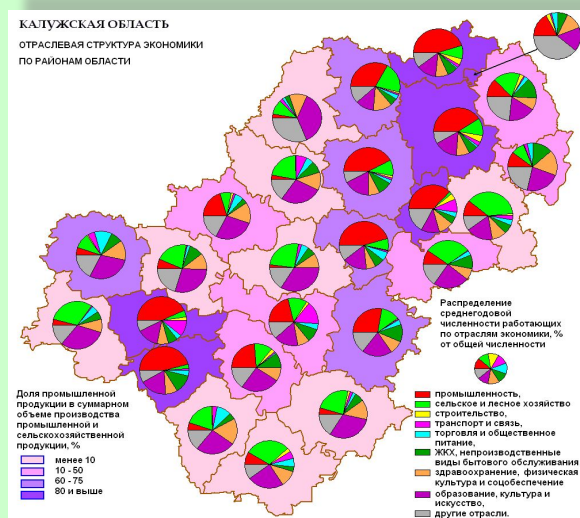 КАЛУЖСКАЯ ОБЛАСТЬ
ОТРАСЛЕВАЯ СТРУКТУРА ЭКОНОМИКИ
ПО РАЙОНАМ ОБЛАСТИ
Распределение
среднегодовой
численности работающих
по отраслям экономики, %
от общей численности
промышленность,
сельское и лесное хозяйство
строительство,
транспорт и связь,
торговля и общественное
питание,
ЖКХ, непроизводственные
виды бытового обслуживания
здравоохранение, физическая
культура и соцобеспечение
образование, культура и
искусство,
другие отрасли.
Доля промышленной
продукции в суммарном
объеме производства
промышленной и
сельскохозяйственной
продукции, %
менее 10
10 - 50
60 - 75
80 и выше